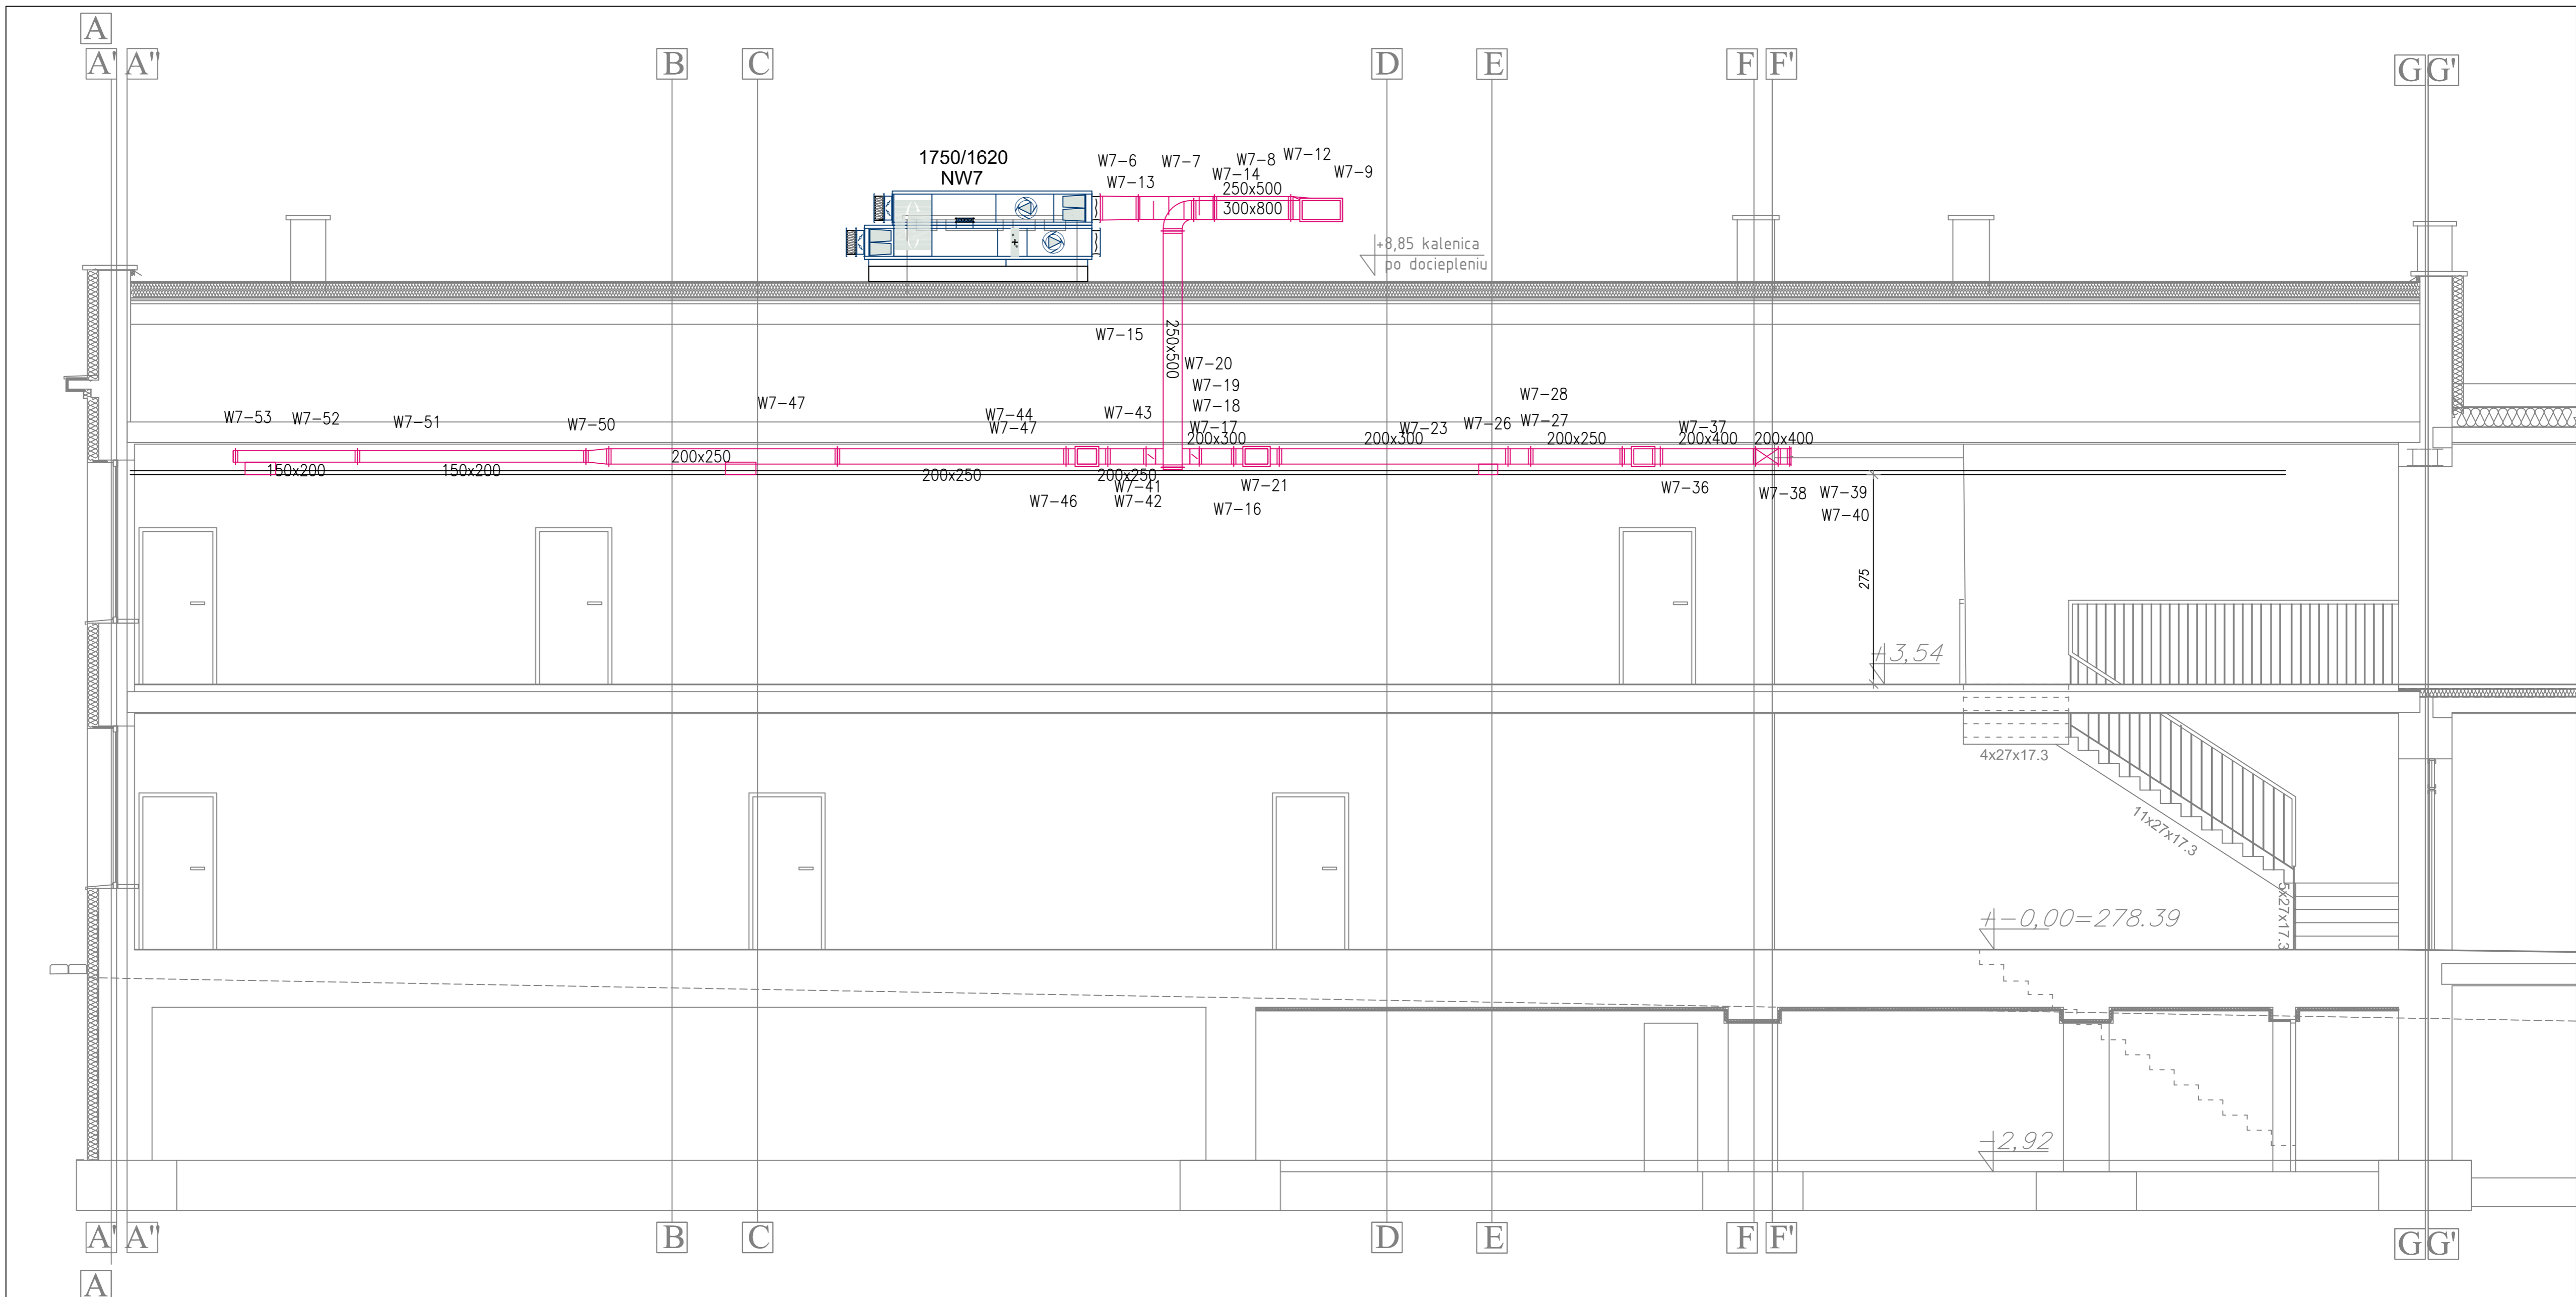 A
A' A''
B
C
D
E
F F'
G G'
1750/1620
NW7
W7-6
W7-7
W7-8
W7-12
W7-9
W7-13
W7-14
250x500
300x800
+8,85 kalenica
po dociepleniu
W7-15
250x500
W7-20
W7-19
W7-18
W7-17
200x300
W7-53
W7-52
W7-51
W7-50
W7-47
W7-44
W7-47
W7-43
W7-23
200x300
W7-26
W7-28
W7-27
200x250
W7-37
200x400
200x400
150x200
150x200
200x250
200x250
200x250
W7-41
W7-42
W7-46
W7-21
W7-16
W7-36
W7-38
W7-39
W7-40
275
+3,54
4x27x17.3
11x27x17.3
5x27x17.3
+-0,00=278.39
-2,92
A' A''
B
C
D
E
F F'
G G'
A